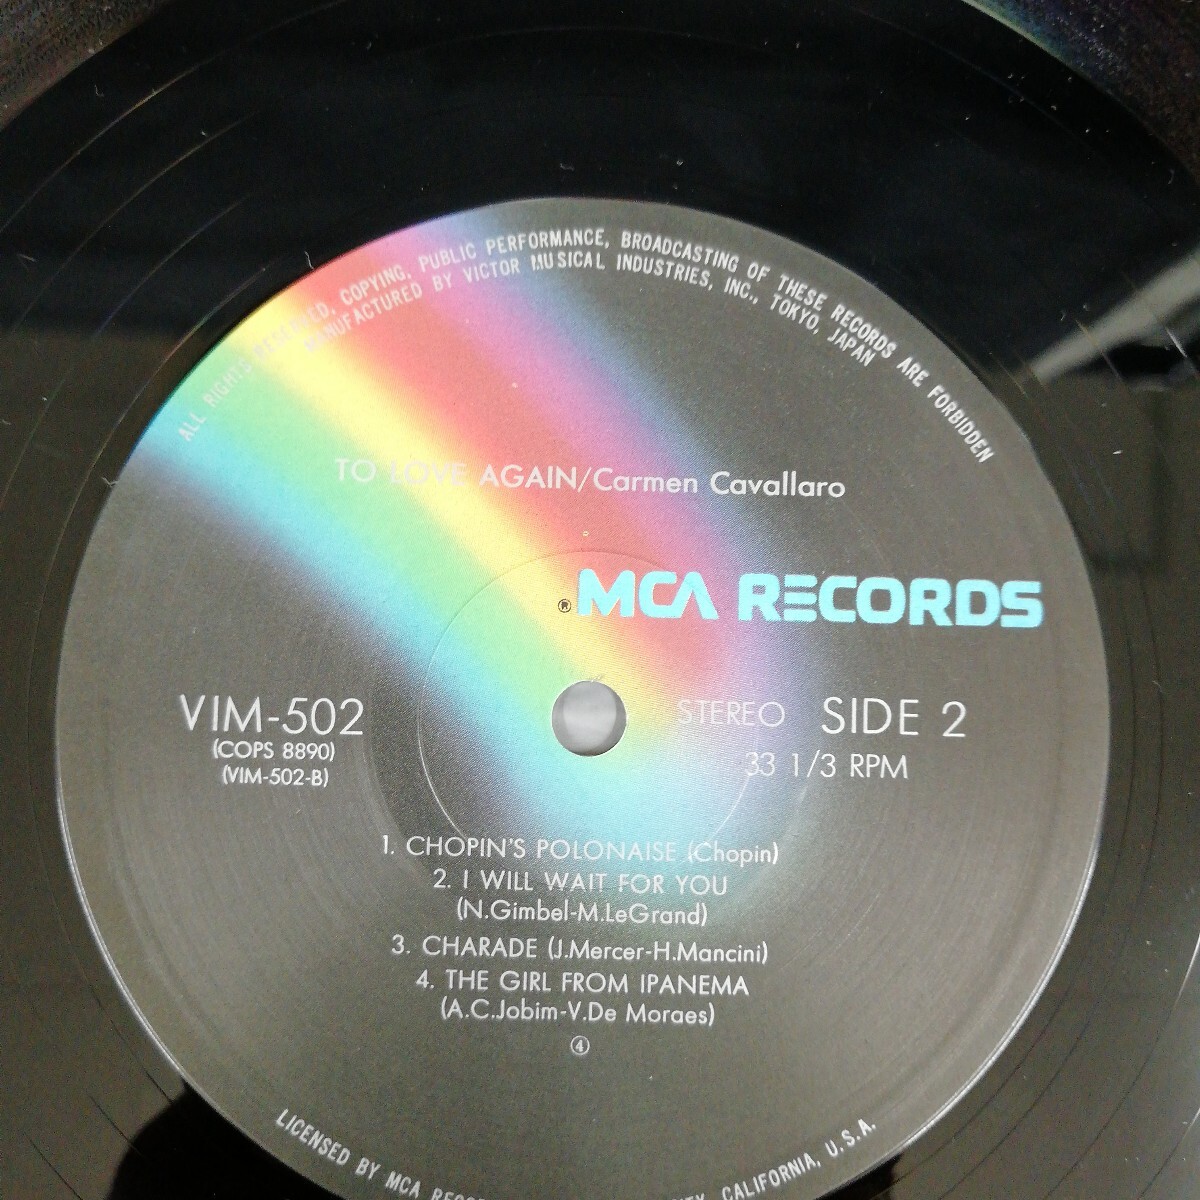 ALL RIGHTS RESERVED, COPYING, PUBLIC PERFORMANCE, BROADCASTING OF THESE RECORDS ARE FORBIDDEN
MANUFACTURED BY VICTOR MUSICAL INDUSTRIES, INC., TOKYO, JAPAN
TO LOVE AGAIN/Carmen Cavallaro
® MCA RECORDS
VIM-502
(COPS 8890)
(VIM-502-B)
STEREO SIDE 2
33 1/3 RPM
1. CHOPIN'S POLONAISE (Chopin)
2. I WILL WAIT FOR YOU
(N.Gimbel-M.LeGrand)
3. CHARADE (J.Mercer-H.Mancini)
4. THE GIRL FROM IPANEMA
(A.C.Jobim-V.De Moraes)
④
LICENSED BY MCA CALIFORNIA, U.S.A.